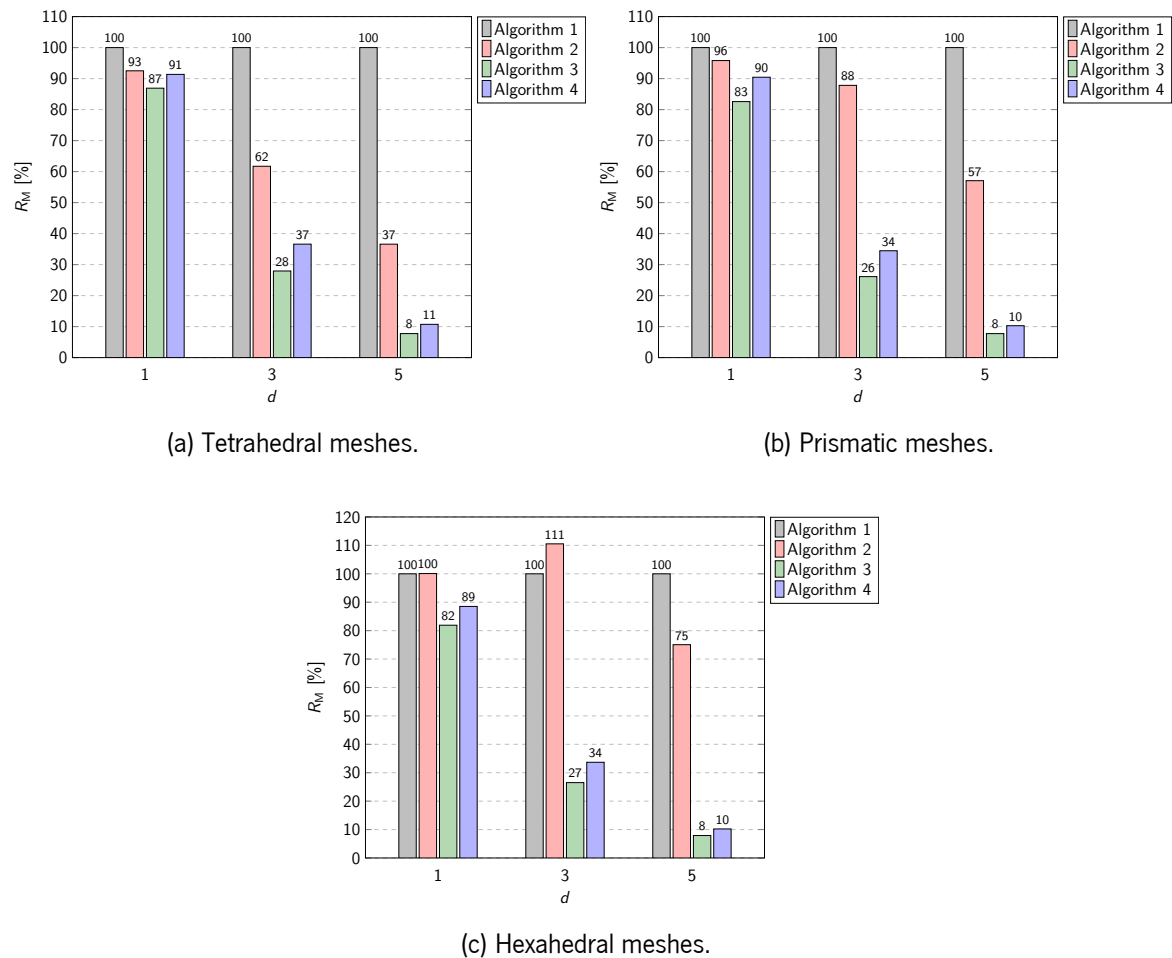 110
100
90
80
70
60
50
40
30
20
10
0
R_M [%]
100 93 87 91
100 62 28 37
100 37 8 11
1 3 5
d
Algorithm 1
Algorithm 2
Algorithm 3
Algorithm 4
(a) Tetrahedral meshes.
110
100
90
80
70
60
50
40
30
20
10
0
R_M [%]
100 96 83 90
100 88 26 34
100 57 8 10
1 3 5
d
Algorithm 1
Algorithm 2
Algorithm 3
Algorithm 4
(b) Prismatic meshes.
120
110
100
90
80
70
60
50
40
30
20
10
0
R_M [%]
100 100 82 89
100 111 27 34
100 75 8 10
1 3 5
d
Algorithm 1
Algorithm 2
Algorithm 3
Algorithm 4
(c) Hexahedral meshes.